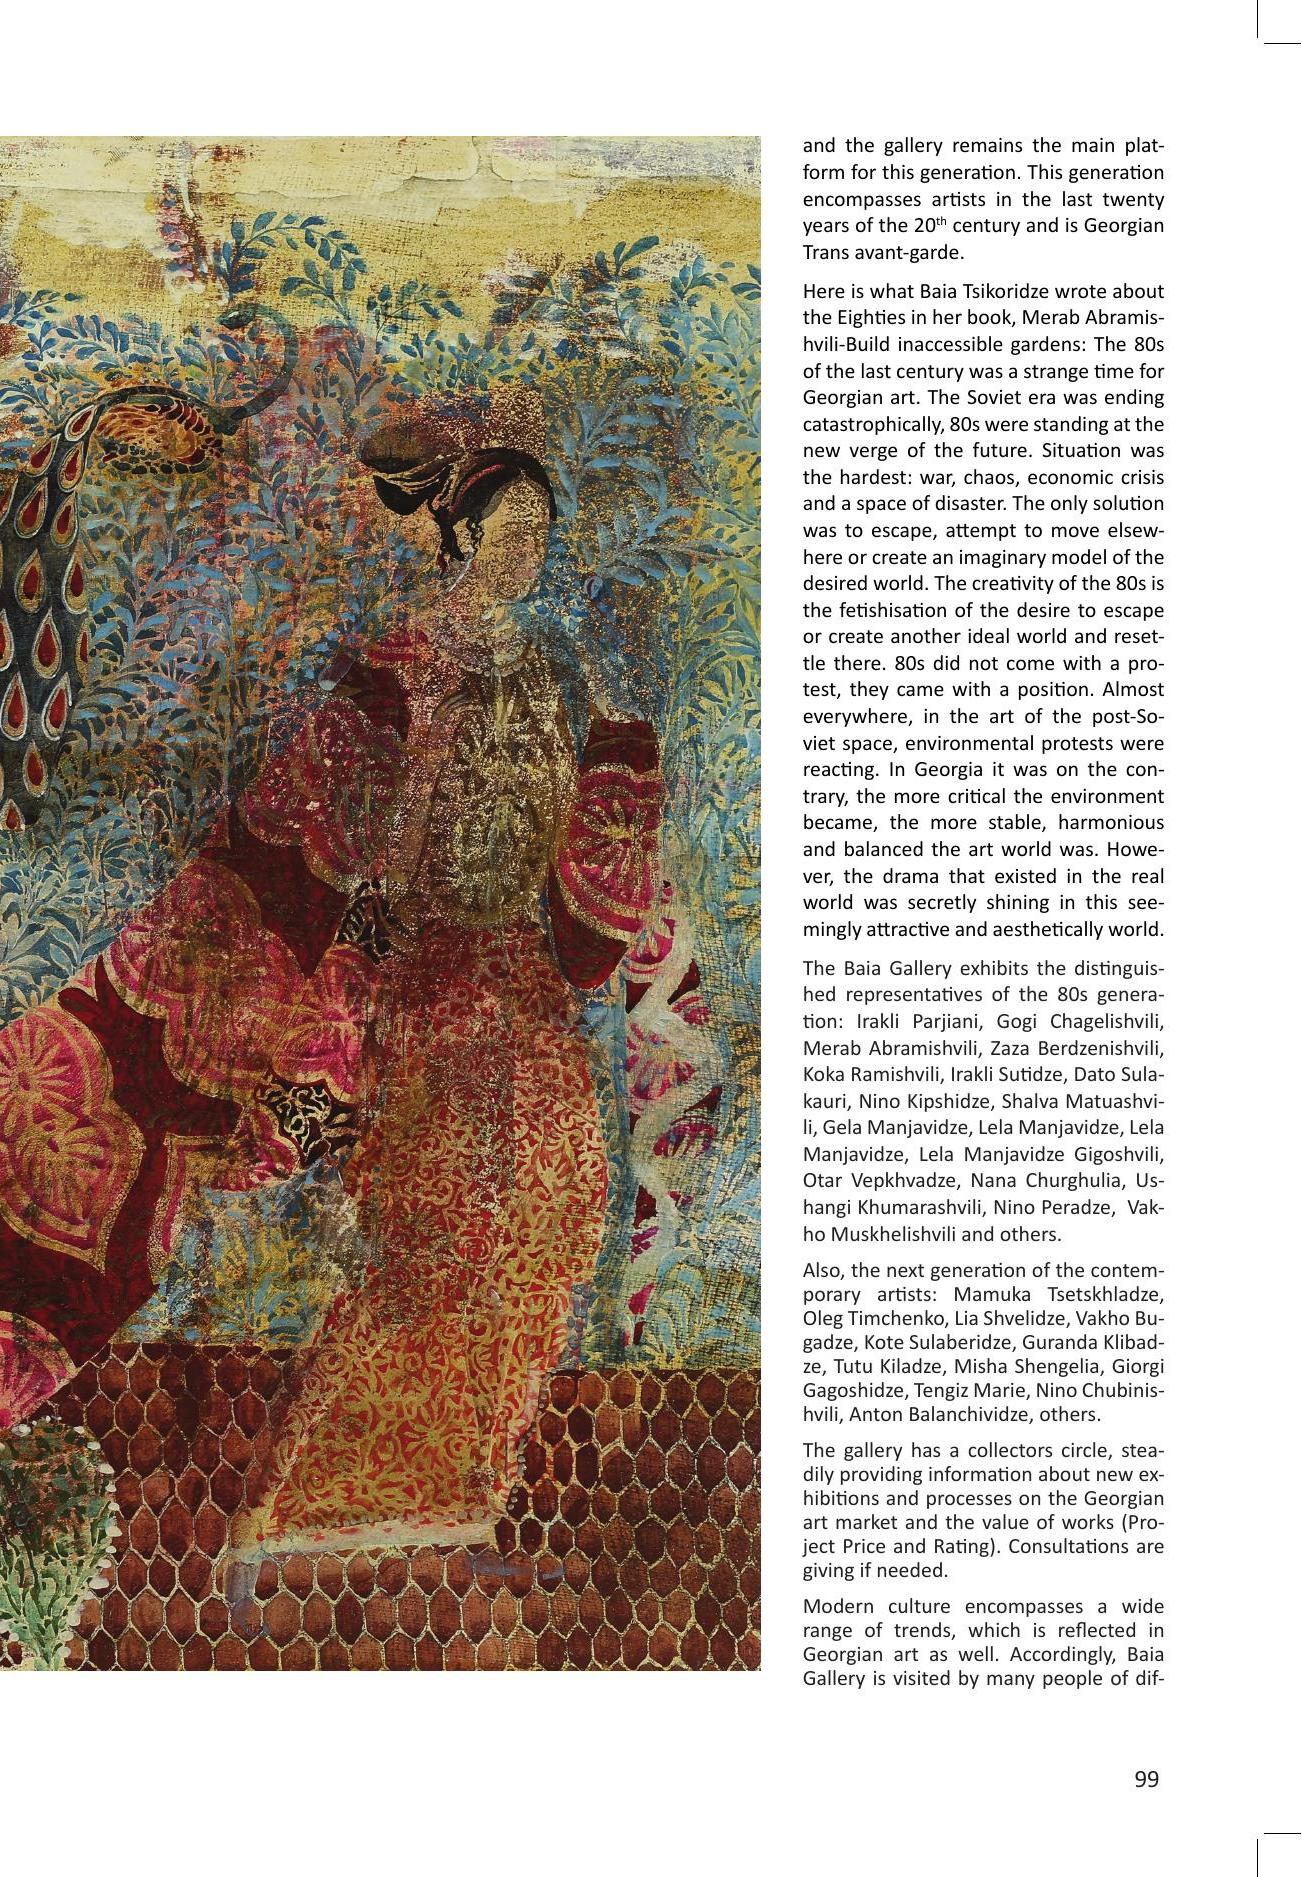 and the gallery remains the main plat-
form for this generation. This generation
encompasses artists in the last twenty
years of the 20th century and is Georgian
Trans avant-garde.
Here is what Baia Tsikoridze wrote about
the Eighties in her book, Merab Abramis-
hvili-Build inaccessible gardens: The 80s
of the last century was a strange time for
Georgian art. The Soviet era was ending
catastrophically, 80s were standing at the
new verge of the future. Situation was
the hardest: war, chaos, economic crisis
and a space of disaster. The only solution
was to escape, attempt to move elsew-
here or create an imaginary model of the
desired world. The creativity of the 80s is
the fetishisation of the desire to escape
or create another ideal world and reset-
tle there. 80s did not come with a pro-
test, they came with a position. Almost
everywhere, in the art of the post-So-
viet space, environmental protests were
reacting. In Georgia it was on the con-
trary, the more critical the environment
became, the more stable, harmonious
and balanced the art world was. Howe-
ver, the drama that existed in the real
world was secretly shining in this see-
mingly attractive and aesthetically world.
The Baia Gallery exhibits the distinguis-
hed representatives of the 80s genera-
tion: Irakli Parjiani, Gogi Chagelishvili,
Merab Abramishvili, Zaza Berdzenishvili,
Koka Ramishvili, Irakli Sutidze, Dato Sula-
kauri, Nino Kipshidze, Shalva Matuashvi-
li, Gela Manjavidze, Lela Manjavidze, Lela
Manjavidze, Lela Manjavidze Gigoshvili,
Otar Vepkhvadze, Nana Churghulia, Us-
hangi Khumarashvili, Nino Peradze, Vak-
ho Muskhelishvili and others.
Also, the next generation of the contem-
porary artists: Mamuka Tsetskhladze,
Oleg Timchenko, Lia Shvelidze, Vakho Bu-
gadze, Kote Sulaberidze, Guranda Klibad-
ze, Tutu Kiladze, Misha Shengelia, Giorgi
Gagoshidze, Tengiz Marie, Nino Chubinis-
hvili, Anton Balanchividze, others.
The gallery has a collectors circle, stea-
dily providing information about new ex-
hibitions and processes on the Georgian
art market and the value of works (Pro-
ject Price and Rating). Consultations are
giving if needed.
Modern culture encompasses a wide
range of trends, which is reflected in
Georgian art as well. Accordingly, Baia
Gallery is visited by many people of dif-
99